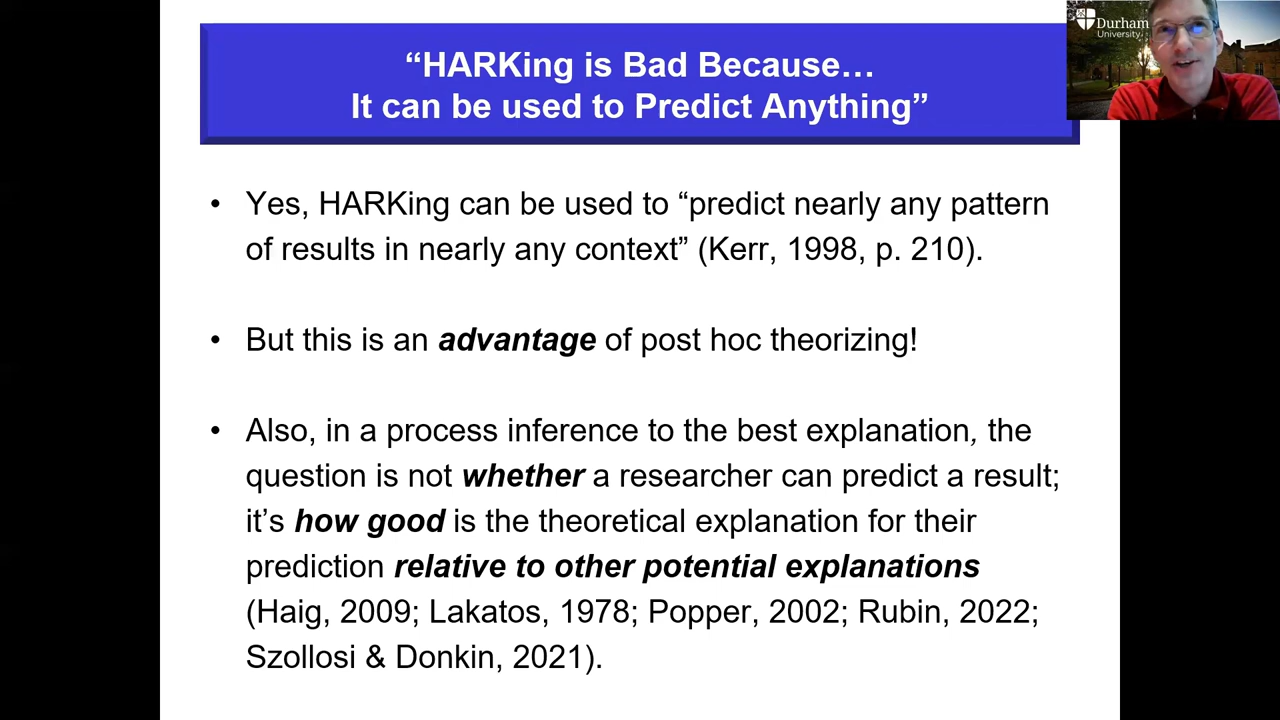 “HARKing is Bad Because…
It can be used to Predict Anything”
Durham
University
• Yes, HARKing can be used to “predict nearly any pattern
of results in nearly any context” (Kerr, 1998, p. 210).
• But this is an advantage of post hoc theorizing!
• Also, in a process inference to the best explanation, the
question is not whether a researcher can predict a result;
it’s how good is the theoretical explanation for their
prediction relative to other potential explanations
(Haig, 2009; Lakatos, 1978; Popper, 2002; Rubin, 2022;
Szollosi & Donkin, 2021).